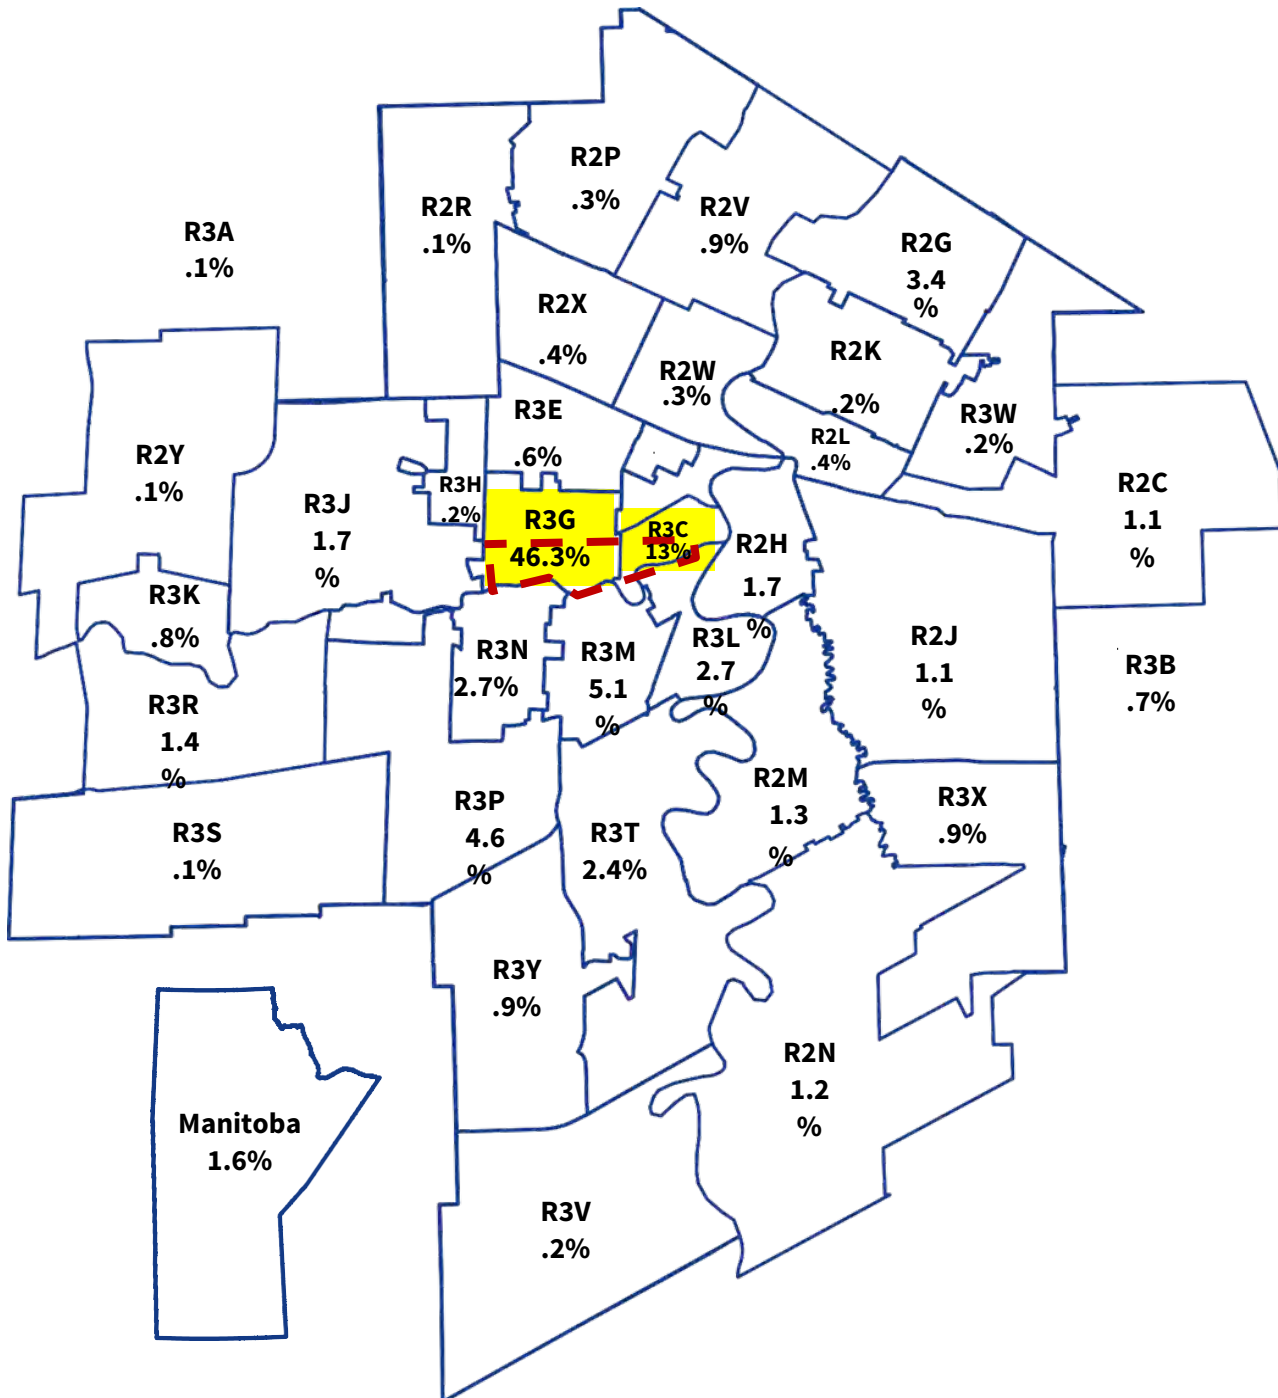 R2P
.3%
R2R
.1%
R2V
.9%
R3A
.1%
R2G
3.4
%
R2X
.4%
R2K
.2%
R2W
.3%
R3E
.6%
R3W
.2%
R2L
.4%
R2Y
.1%
R3H
.2%
R2C
1.1
%
R3J
1.7
%
R3G
46.3%
R3C
13%
R2H
1.7
%
R3K
.8%
R3N
2.7%
R3M
5.1
%
R3L
2.7
%
R2J
1.1
%
R3B
.7%
R3R
1.4
%
R2M
1.3
%
R3P
4.6
%
R3X
.9%
R3S
.1%
R3T
2.4%
R3Y
.9%
R2N
1.2
%
Manitoba
1.6%
R3V
.2%